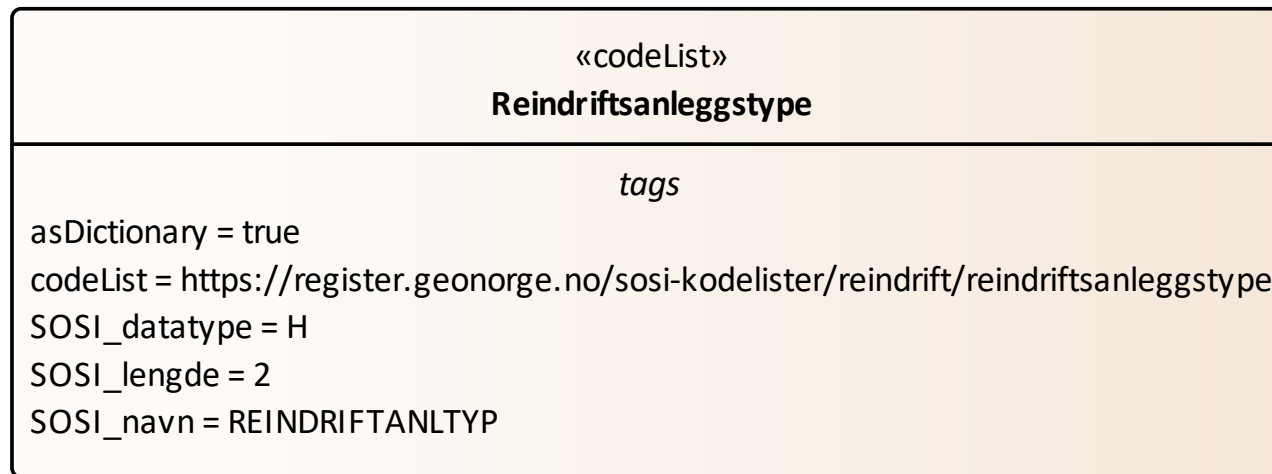 «codeList»
Reindriftsanleggstype
tags
asDictionary = true
codeList = https://register.geonorge.no/sosi-kodelister/reindrift/reindriftsanleggstype
SOSI_datatype = H
SOSI_lengde = 2
SOSI_navn = REINDRIFTANLTYP